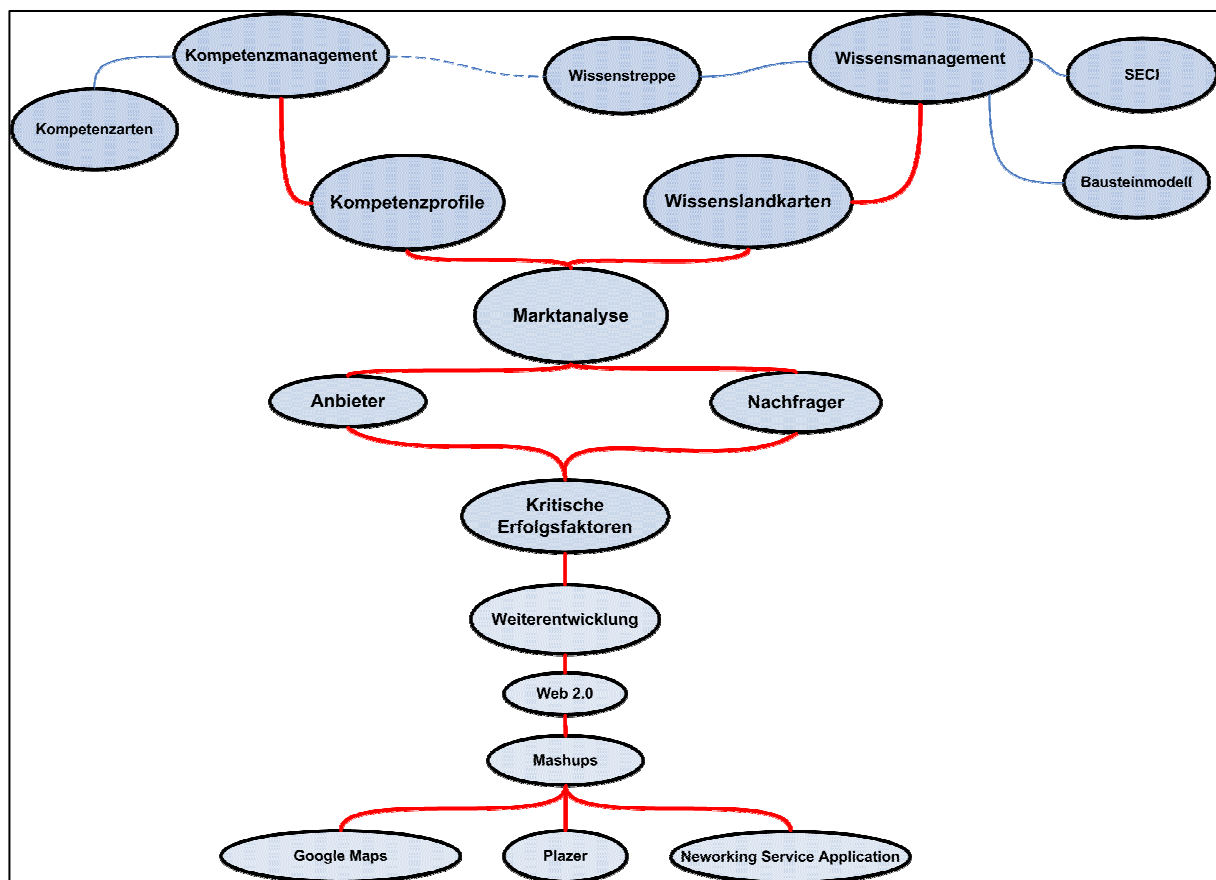 Kompetenzmanagement
Wissenstreppe
Wissensmanagement
SECI
Kompetenzarten
Bausteinmodell
Kompetenzprofile
Wissenslandkarten
Marktanalyse
Anbieter
Nachfrager
Kritische
Erfolgsfaktoren
Weiterentwicklung
Web 2.0
Mashups
Google Maps
Plazer
Neworking Service Application